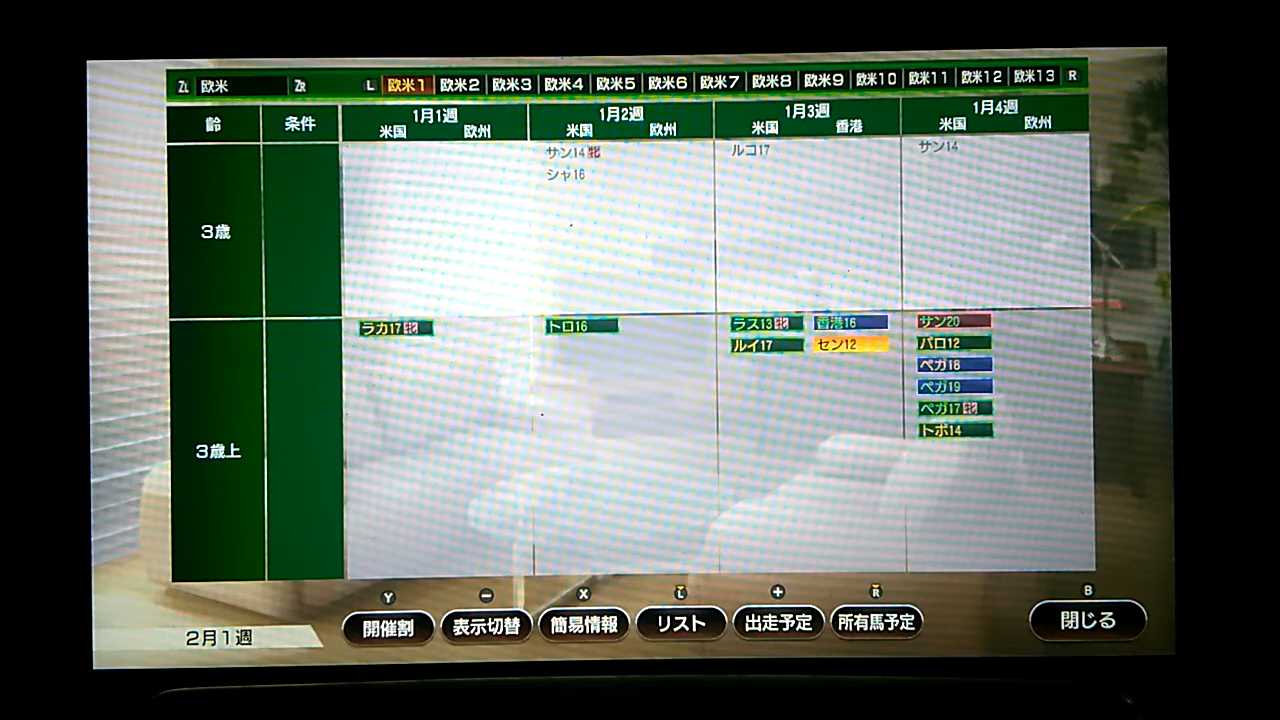 ZL 欧米 ZR L 欧米1 欧米2 欧米3 欧米4 欧米5 欧米6 欧米7 欧米8 欧米9 欧米10 欧米11 欧米12 欧米13 R
齢 条件 1月1週 1月2週 1月3週 1月4週
米国 欧州 米国 欧州 米国 香港 米国 欧州
3歳
サン14牝 ルコ17 サン14
シャ16
3歳上
ラカ17牝 トロ16 ラス13牝 香港16 サン20
ルイ17 セン12 パロ12
ペガ18
ペガ19
ペガ17牝
トポ14
Y − X L + R B
開催割 表示切替 簡易情報 リスト 出走予定 所有馬予定 閉じる
2月1週